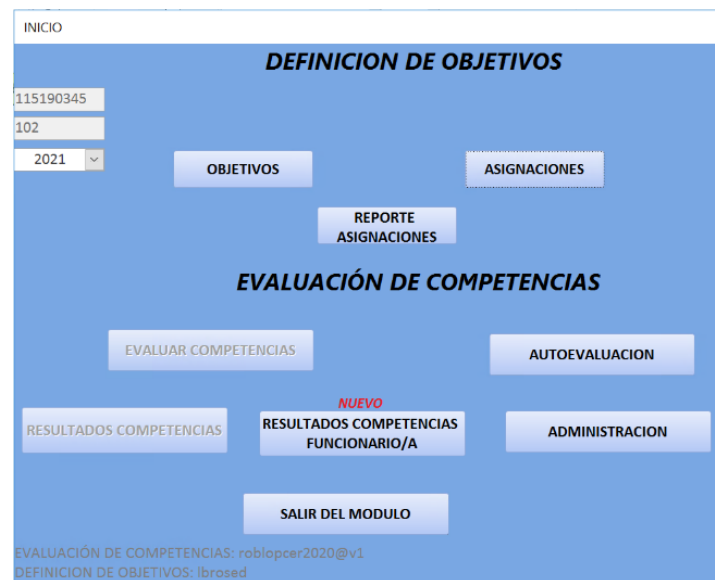 INICIO
DEFINICION DE OBJETIVOS
115190345
102
2021
OBJETIVOS
ASIGNACIONES
REPORTE
ASIGNACIONES
EVALUACIÓN DE COMPETENCIAS
EVALUAR COMPETENCIAS
AUTOEVALUACION
NUEVO
RESULTADOS COMPETENCIAS
RESULTADOS COMPETENCIAS
FUNCIONARIO/A
ADMINISTRACION
SALIR DEL MODULO
EVALUACIÓN DE COMPETENCIAS: roblopcer2020@v1
DEFINICION DE OBJETIVOS: lbrosed